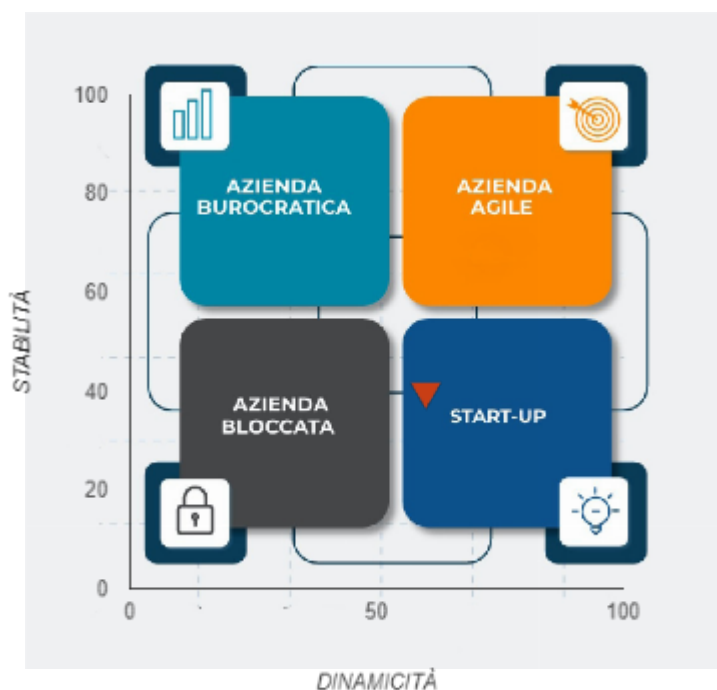 100
AZIENDA
BUROCRATICA
AZIENDA
AGILE
80
60
STABILITÀ
40
AZIENDA
BLOCCATA
START-UP
20
0
0
50
100
DINAMICITÀ